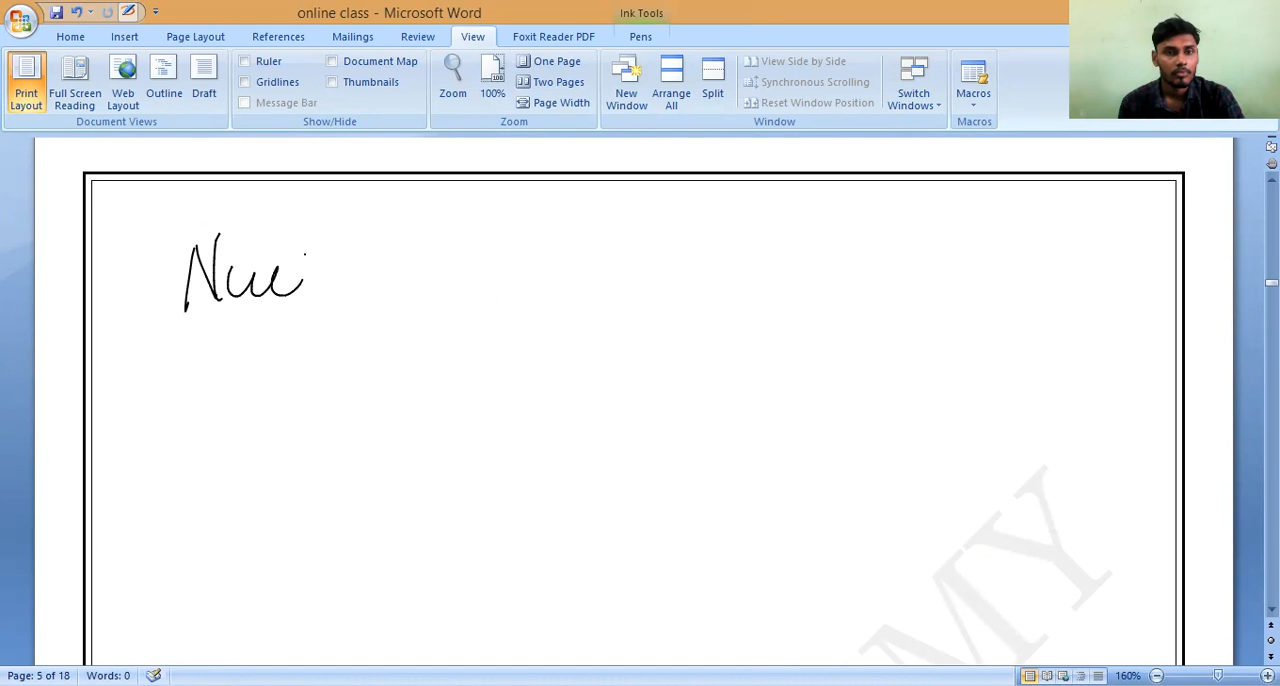 online class - Microsoft Word
Ink Tools
Home Insert Page Layout References Mailings Review View Foxit Reader PDF Pens
Print Layout
Full Screen Reading
Web Layout
Outline
Draft
Document Views
Ruler
Gridlines
Message Bar
Document Map
Thumbnails
Show/Hide
Zoom
100%
One Page
Two Pages
Page Width
Zoom
New Window
Arrange All
Split
View Side by Side
Synchronous Scrolling
Reset Window Position
Switch Windows
Window
Macros
Macros
MY
Page: 5 of 18 Words: 0 160%